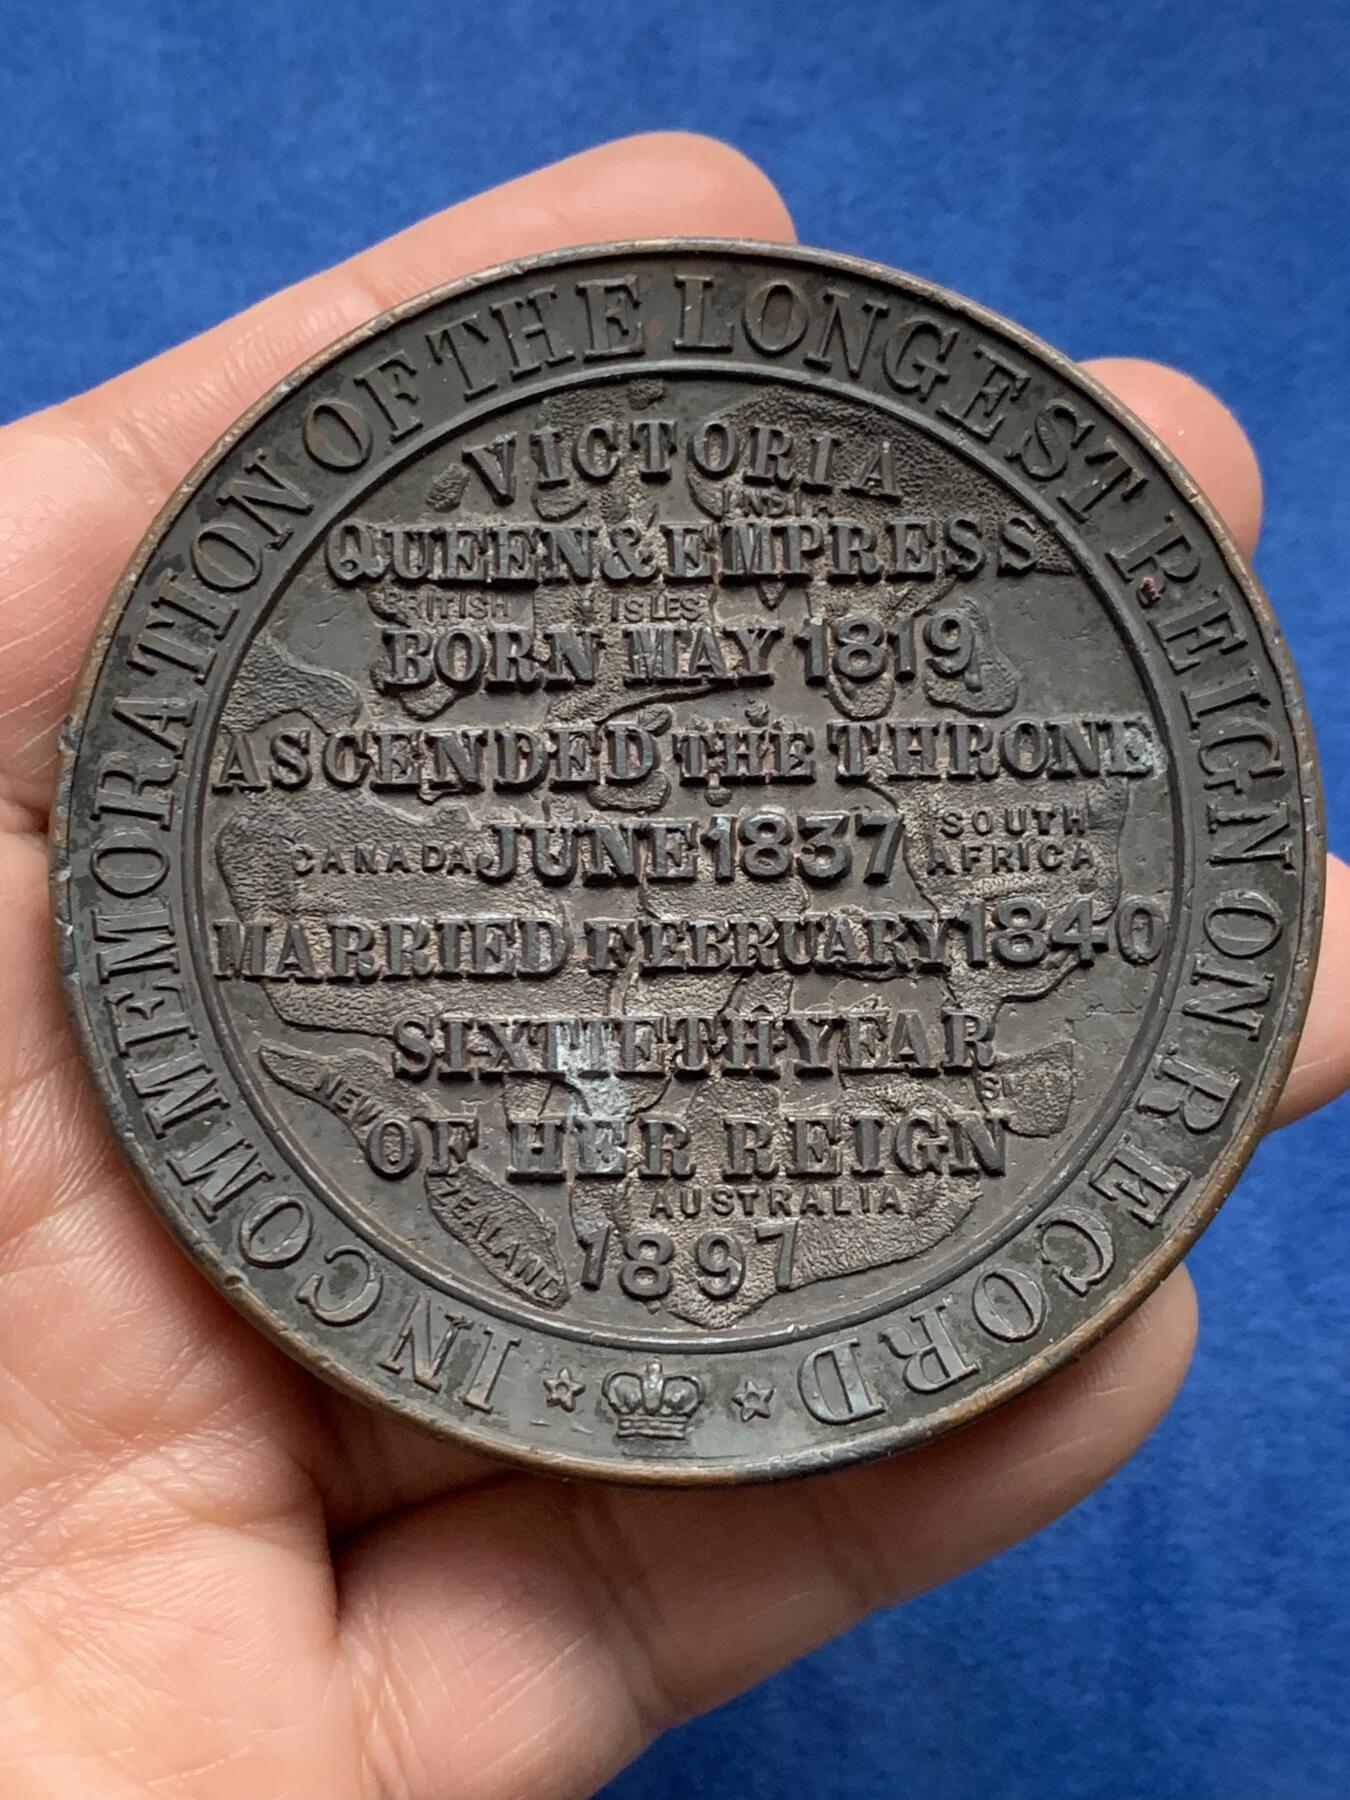 IN COMMEMORATION OF THE LONGEST REIGN ON RECORD
VICTORIA
INDIA
QUEEN & EMPRESS
BRITISH ISLES
BORN MAY 1819
ASCENDED THE THRONE
SOUTH
CANADA JUNE 1837 AFRICA
MARRIED FEBRUARY 1840
SIXTIETH YEAR
NEW
OF HER REIGN
ZEALAND
AUSTRALIA
1897